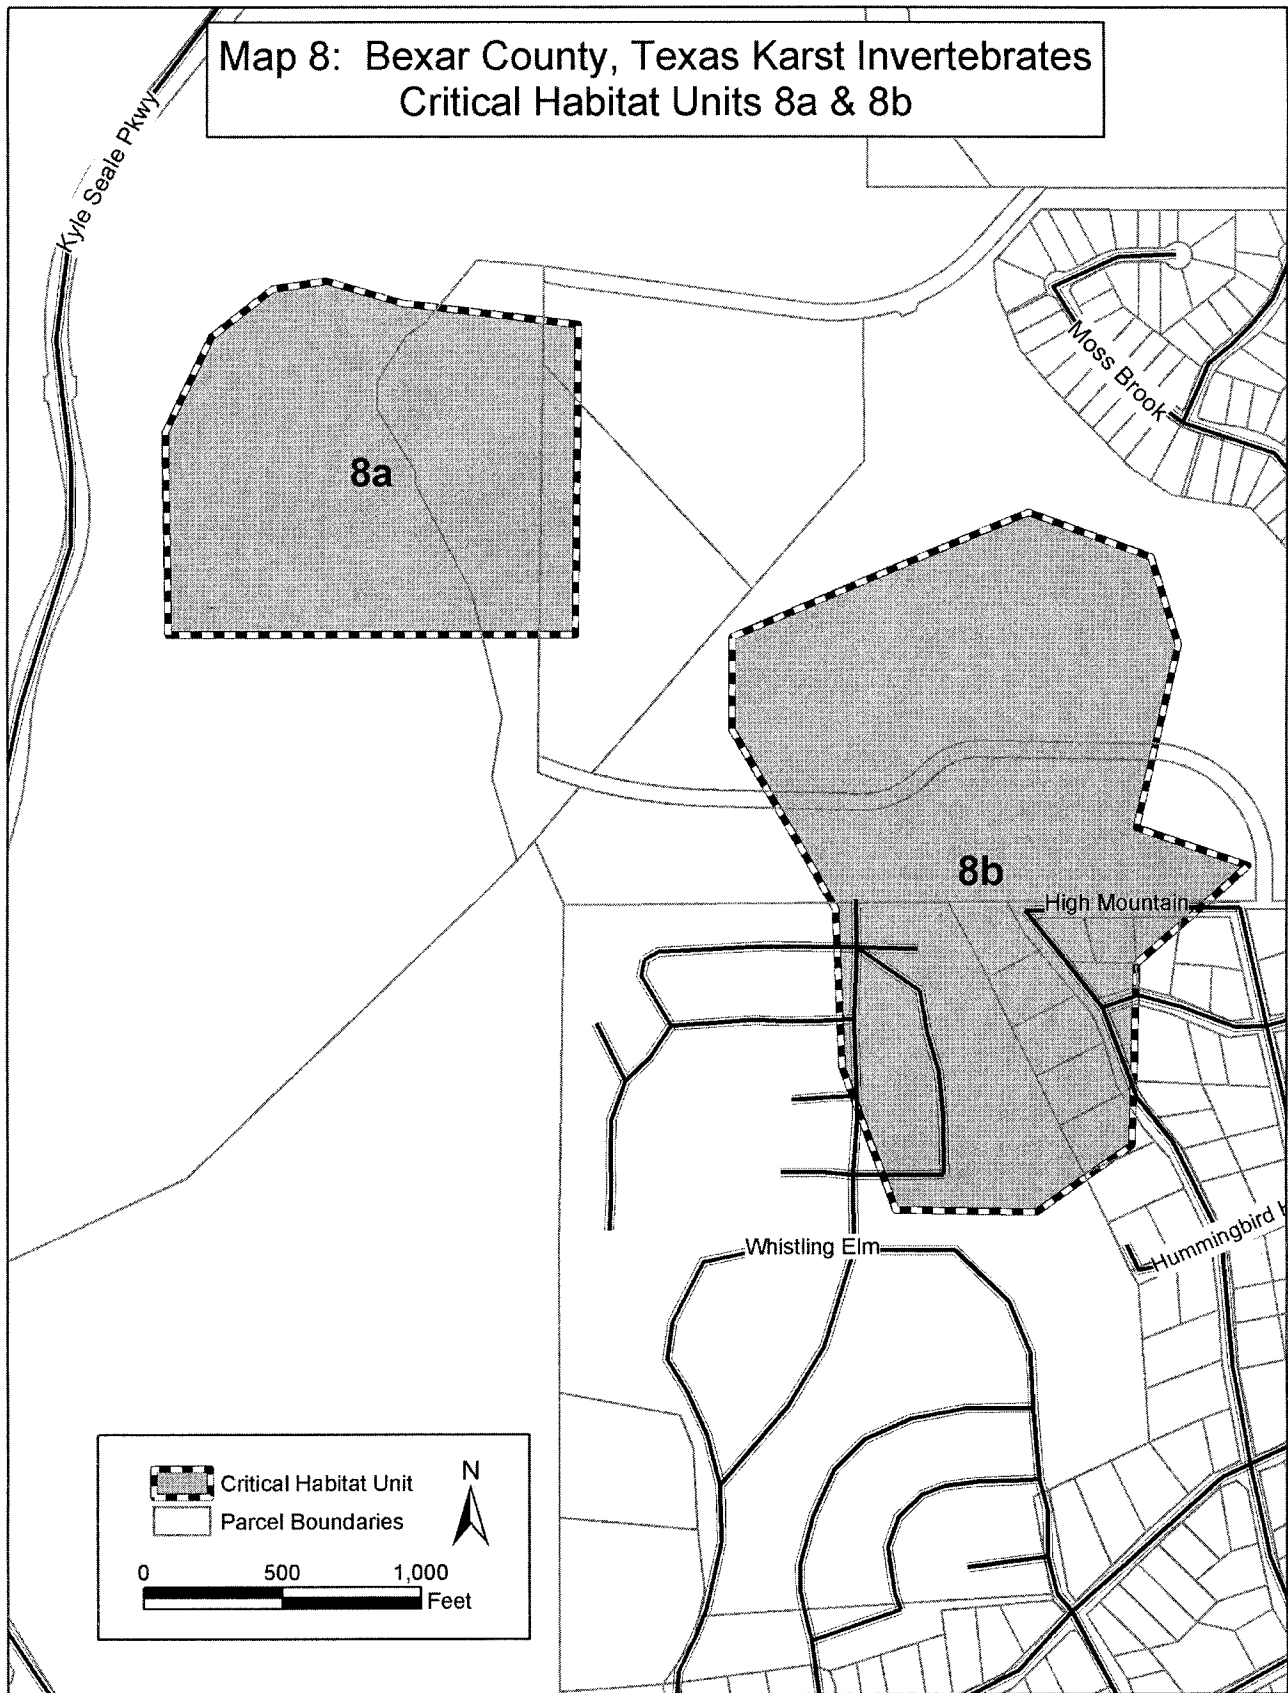 Map 8: Bexar County, Texas Karst Invertebrates
Critical Habitat Units 8a & 8b
Kyle Seale Pkwy
Moss Brook
8a
8b
High Mountain
Whistling Elm
Hummingbird H
Critical Habitat Unit
Parcel Boundaries
N
0 500 1,000
Feet